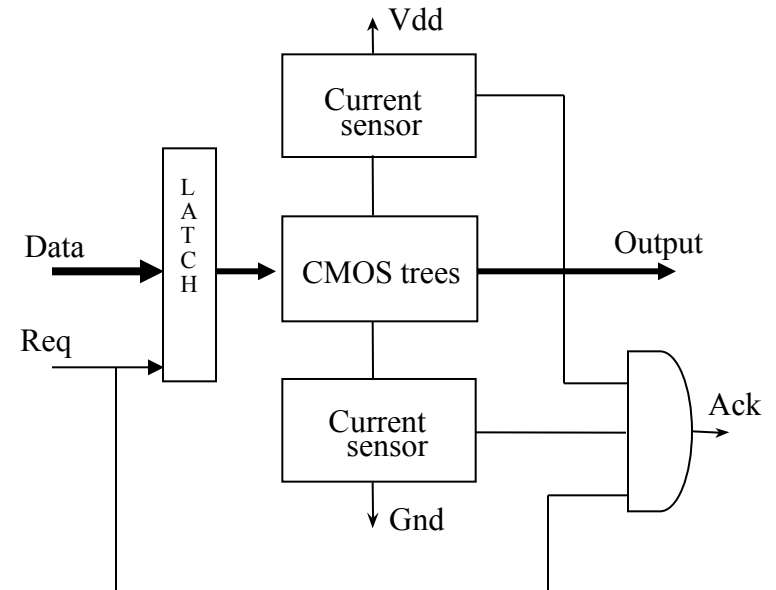 Vdd
Current
sensor
L
A
T
C
H
Data
Output
CMOS trees
Req
Current
sensor
Ack
Gnd